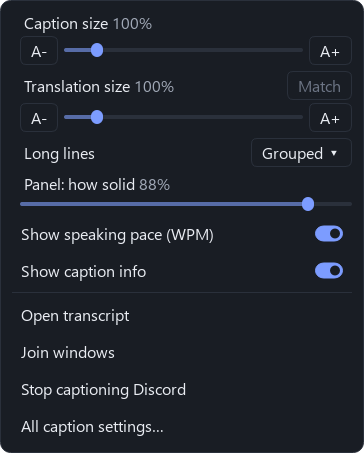 Caption size 100%
A- A+
Translation size 100% Match
A- A+
Long lines Grouped
Panel: how solid 88%
Show speaking pace (WPM)
Show caption info
Open transcript
Join windows
Stop captioning Discord
All caption settings...